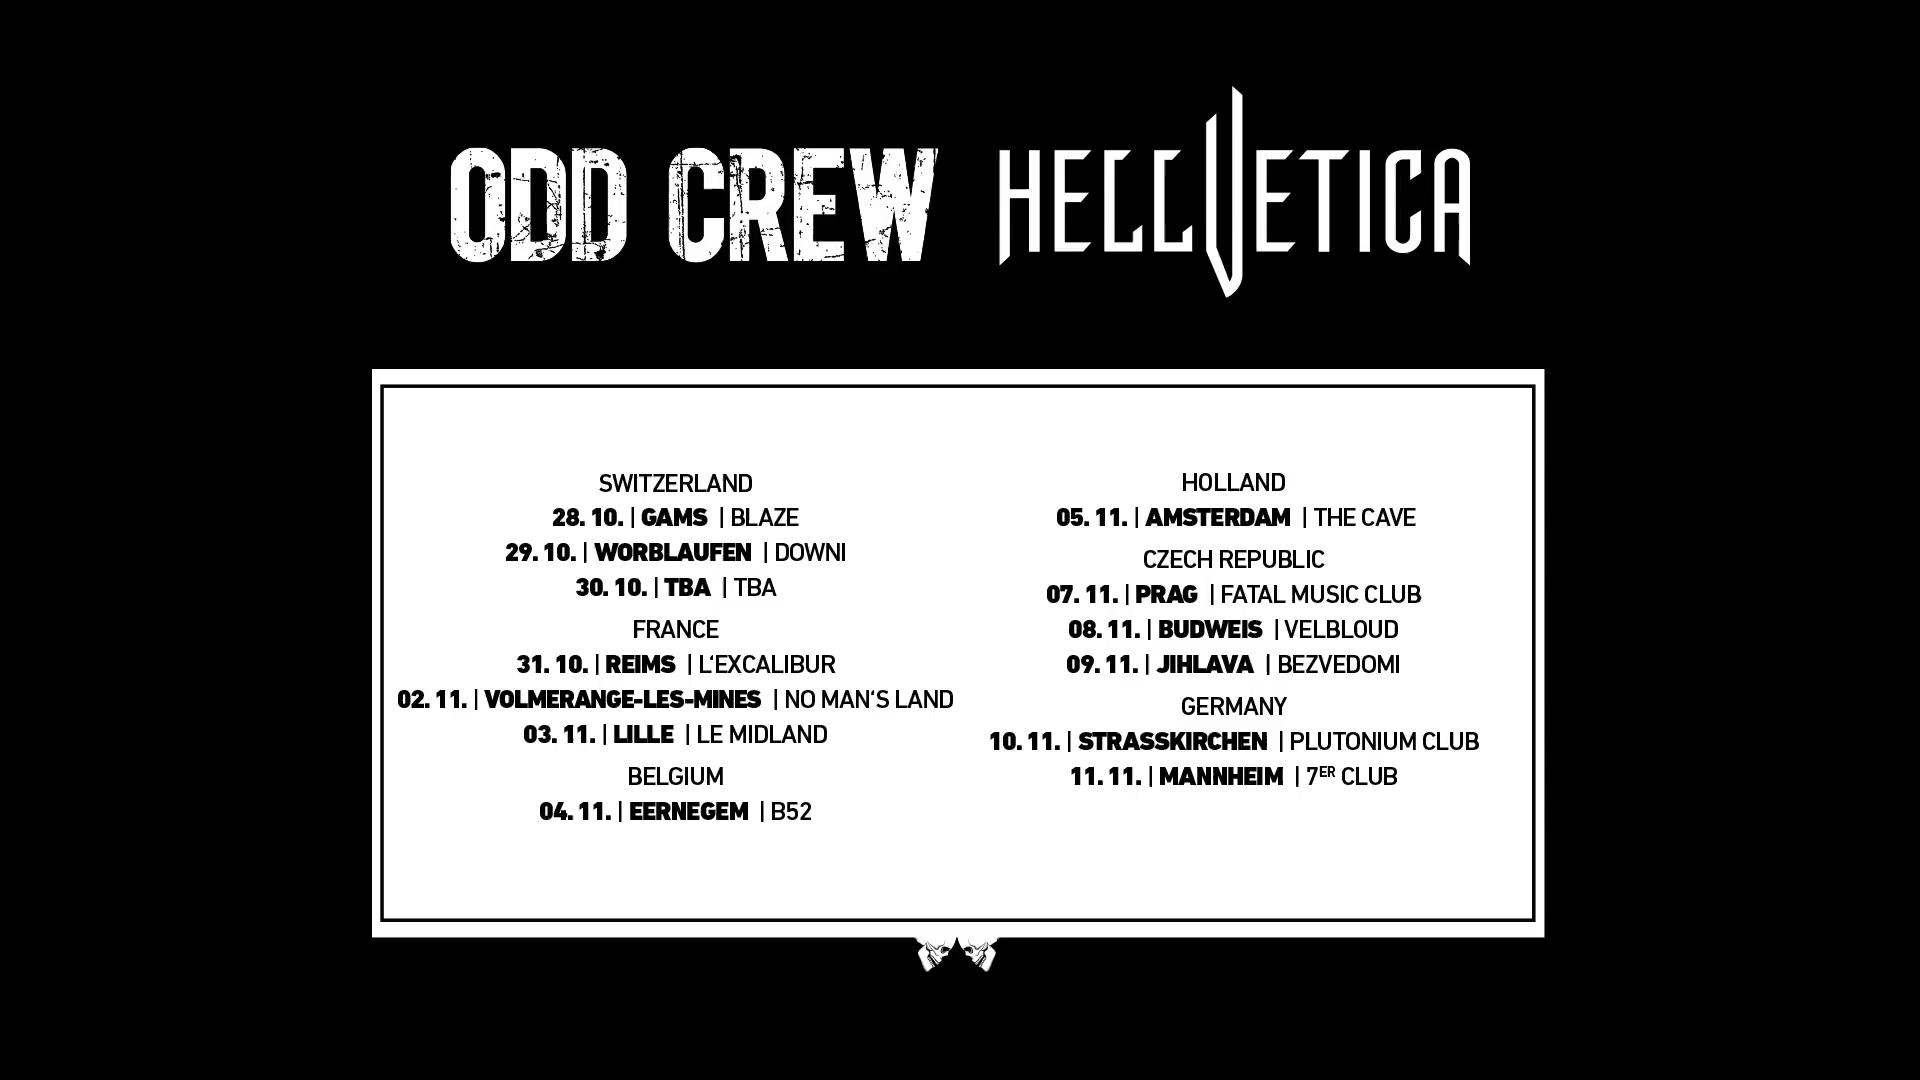 ODD CREW HELLVETICA
SWITZERLAND
28. 10. | GAMS | BLAZE
29. 10. | WORBLAUFEN | DOWNI
30. 10. | TBA | TBA
FRANCE
31. 10. | REIMS | L‘EXCALIBUR
02. 11. | VOLMERANGE-LES-MINES | NO MAN‘S LAND
03. 11. | LILLE | LE MIDLAND
BELGIUM
04. 11. | EERNEGEM | B52
HOLLAND
05. 11. | AMSTERDAM | THE CAVE
CZECH REPUBLIC
07. 11. | PRAG | FATAL MUSIC CLUB
08. 11. | BUDWEIS | VELBLOUD
09. 11. | JIHLAVA | BEZVEDOMI
GERMANY
10. 11. | STRASSKIRCHEN | PLUTONIUM CLUB
11. 11. | MANNHEIM | 7ER CLUB